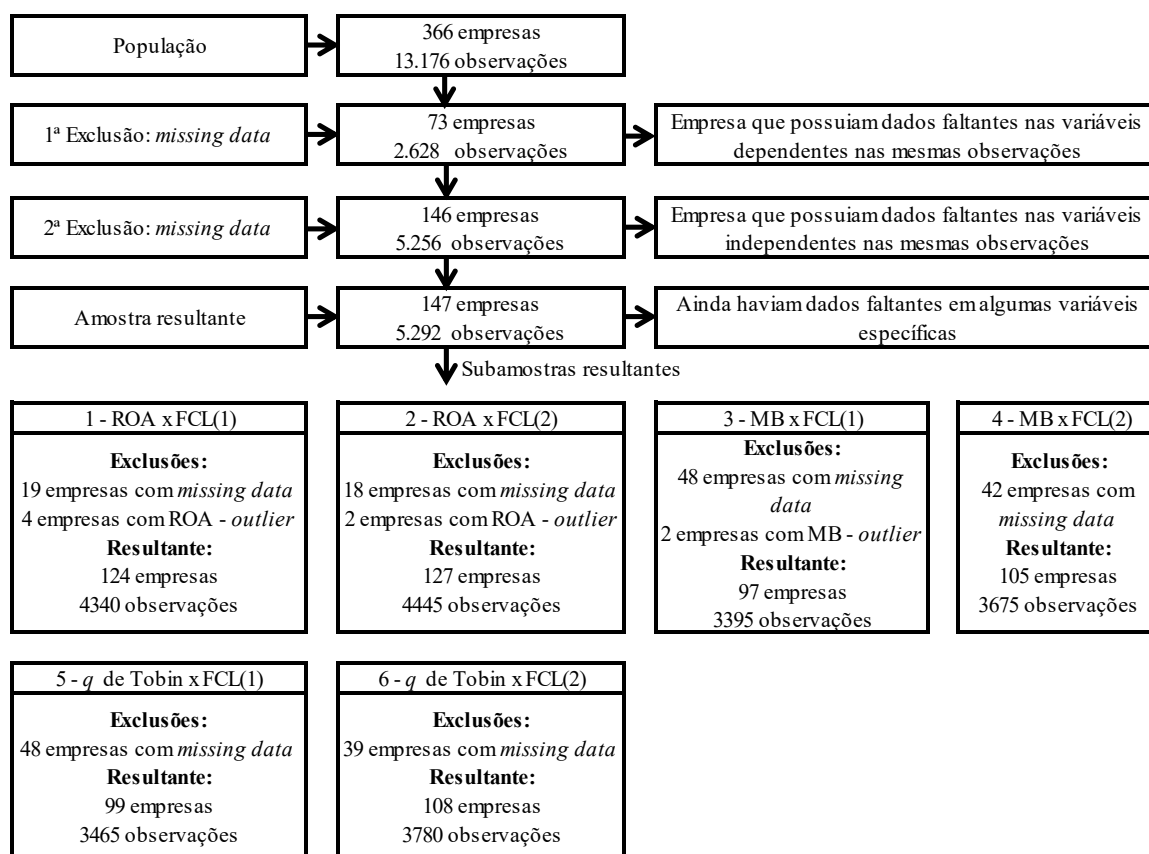 População
366 empresas
13.176 observações
1ª Exclusão: missing data
73 empresas
2.628 observações
Empresa que possuiam dados faltantes nas variáveis
dependentes nas mesmas observações
2ª Exclusão: missing data
146 empresas
5.256 observações
Empresa que possuiam dados faltantes nas variáveis
independentes nas mesmas observações
Amostra resultante
147 empresas
5.292 observações
Ainda haviam dados faltantes em algumas variáveis
específicas
Subamostras resultantes
1 - ROA x FCL(1)
Exclusões:
19 empresas com missing data
4 empresas com ROA - outlier
Resultante:
124 empresas
4340 observações
2 - ROA x FCL(2)
Exclusões:
18 empresas com missing data
2 empresas com ROA - outlier
Resultante:
127 empresas
4445 observações
3 - MB x FCL(1)
Exclusões:
48 empresas com missing
data
2 empresas com MB - outlier
Resultante:
97 empresas
3395 observações
4 - MB x FCL(2)
Exclusões:
42 empresas com
missing data
Resultante:
105 empresas
3675 observações
5 - q de Tobin x FCL(1)
Exclusões:
48 empresas com missing data
Resultante:
99 empresas
3465 observações
6 - q de Tobin x FCL(2)
Exclusões:
39 empresas com missing data
Resultante:
108 empresas
3780 observações